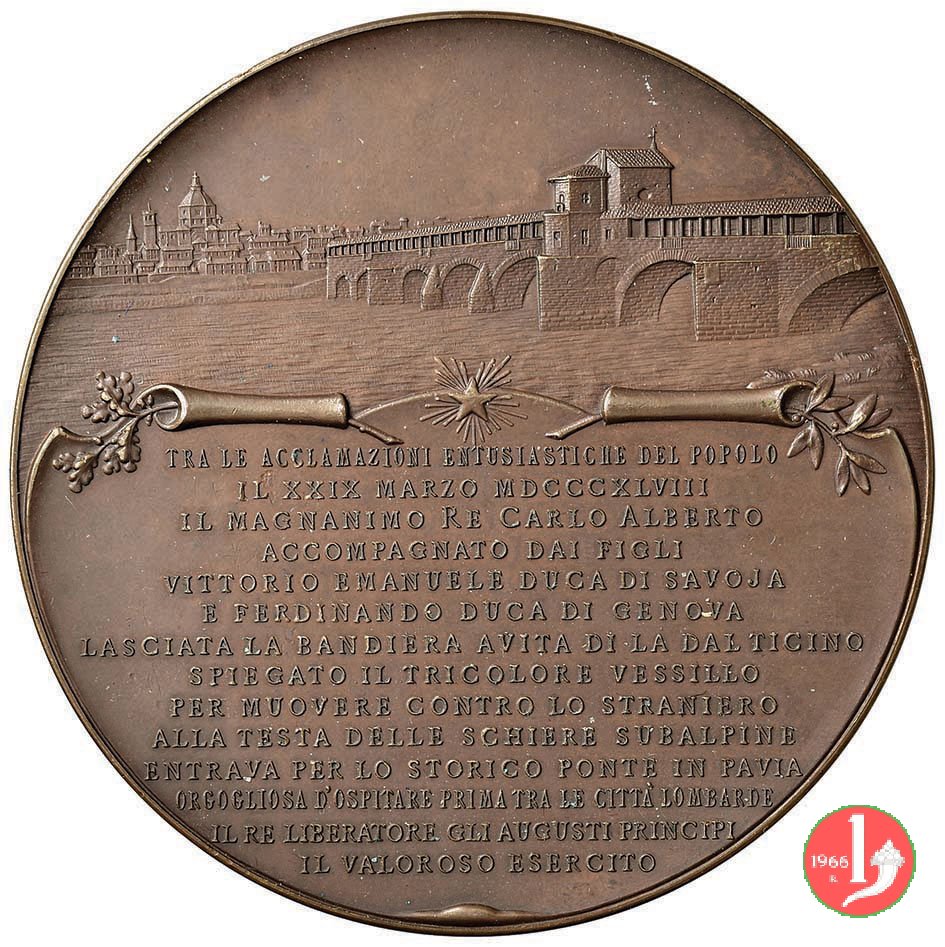 TRA LE ACCLAMAZIONI ENTUSIASTICHE DEL POPOLO
IL XXIX MARZO MDCCCXLVIII
IL MAGNANIMO RE CARLO ALBERTO
ACCOMPAGNATO DAI FIGLI
VITTORIO EMANUELE DUCA DI SAVOJA
E FERDINANDO DUCA DI GENOVA
LASCIATA LA BANDIERA AVITA DI LA DAL TICINO
SPIEGATO IL TRICOLORE VESSILLO
PER MUOVERE CONTRO LO STRANIERO
ALLA TESTA DELLE SCHIERE SUBALPINE
ENTRAVA PER LO STORICO PONTE IN PAVIA
ORGOGLIOSA D'OSPITARE PRIMA TRA LE CITTÀ LOMBARDE
IL RE LIBERATORE GLI AUGUSTI PRINCIPI
IL VALOROSO ESERCITO
1966
R